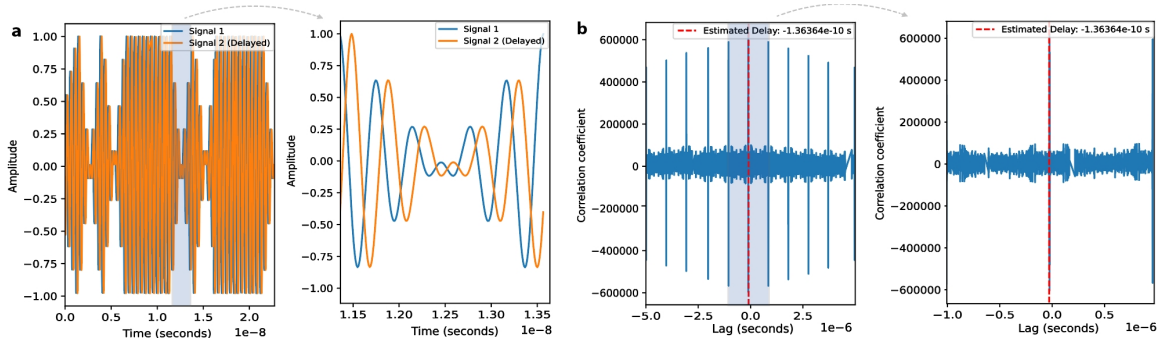 a
Signal 1
Signal 2 (Delayed)
1.00
0.75
0.50
0.25
0.00
−0.25
−0.50
−0.75
−1.00
Amplitude
0.0 0.5 1.0 1.5 2.0
1e−8
Time (seconds)
Signal 1
Signal 2 (Delayed)
1.00
0.75
0.50
0.25
0.00
−0.25
−0.50
−0.75
−1.00
Amplitude
1.15 1.20 1.25 1.30 1.35
1e−8
Time (seconds)
b
Estimated Delay: -1.36364e-10 s
600000
400000
200000
0
−200000
−400000
−600000
Correlation coefficient
−5.0 −2.5 0.0 2.5 5.0
1e−6
Lag (seconds)
Estimated Delay: -1.36364e-10 s
600000
400000
200000
0
−200000
−400000
−600000
Correlation coefficient
−1.0 −0.5 0.0 0.5 1.0
1e−6
Lag (seconds)